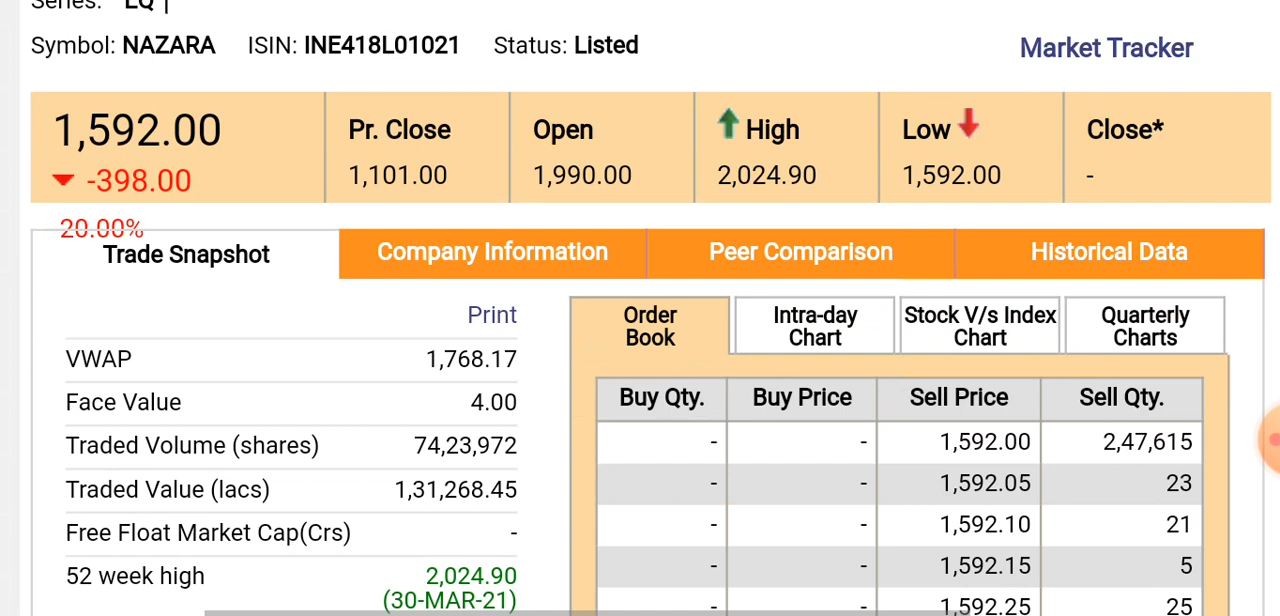 Series: EQ |
Symbol: NAZARA ISIN: INE418L01021 Status: Listed
Market Tracker
1,592.00
-398.00
20.00%
Pr. Close
1,101.00
Open
1,990.00
High
2,024.90
Low
1,592.00
Close*
-
Trade Snapshot Company Information Peer Comparison Historical Data
Print
VWAP 1,768.17
Face Value 4.00
Traded Volume (shares) 74,23,972
Traded Value (lacs) 1,31,268.45
Free Float Market Cap(Crs) -
52 week high 2,024.90
(30-MAR-21)
Order
Book
Intra-day
Chart
Stock V/s Index
Chart
Quarterly
Charts
Buy Qty. Buy Price Sell Price Sell Qty.
- - 1,592.00 2,47,615
- - 1,592.05 23
- - 1,592.10 21
- - 1,592.15 5
- - 1,592.25 25